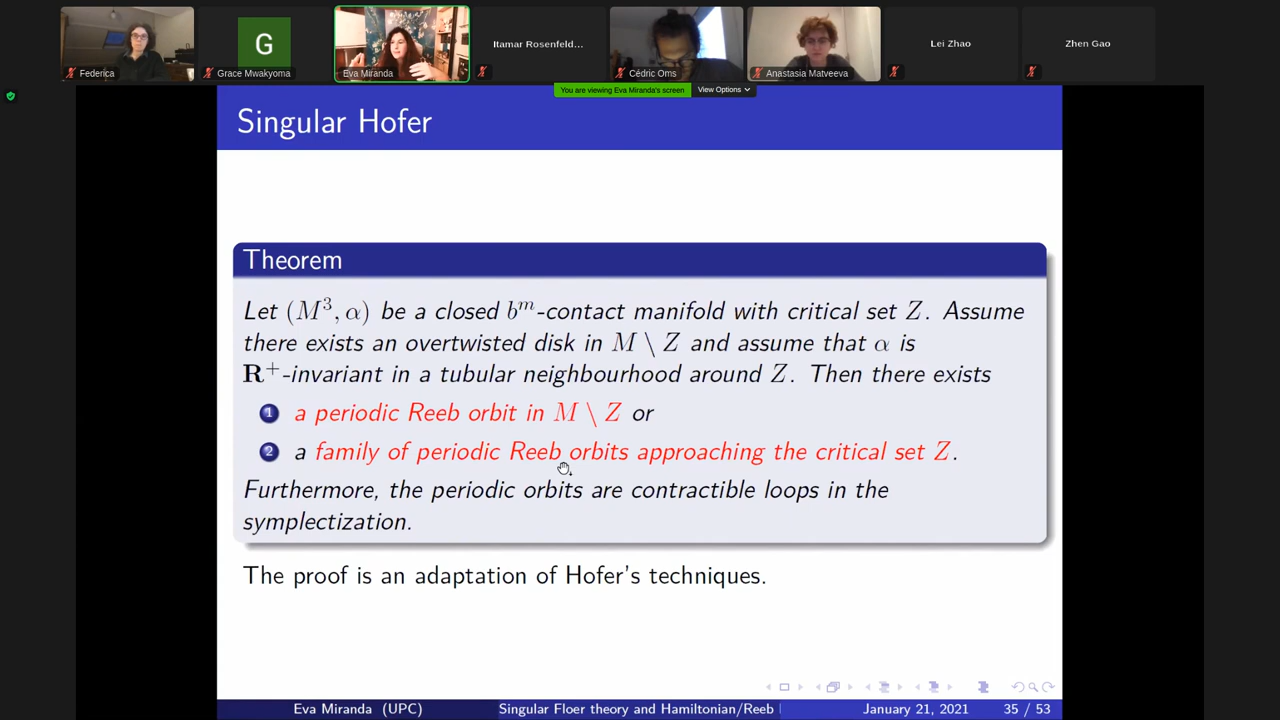 Federica
G
Grace Mwakyoma
Eva Miranda
Itamar Rosenfeld...
Cédric Oms
Anastasia Matveeva
Lei Zhao
Zhen Gao
You are viewing Eva Miranda's screen
View Options
Singular Hofer
Theorem
Let (M³, α) be a closed bᵐ-contact manifold with critical set Z. Assume
there exists an overtwisted disk in M \ Z and assume that α is
R⁺-invariant in a tubular neighbourhood around Z. Then there exists
1 a periodic Reeb orbit in M \ Z or
2 a family of periodic Reeb orbits approaching the critical set Z.
Furthermore, the periodic orbits are contractible loops in the
symplectization.
The proof is an adaptation of Hofer's techniques.
Eva Miranda (UPC)
Singular Floer theory and Hamiltonian/Reeb
January 21, 2021
35 / 53